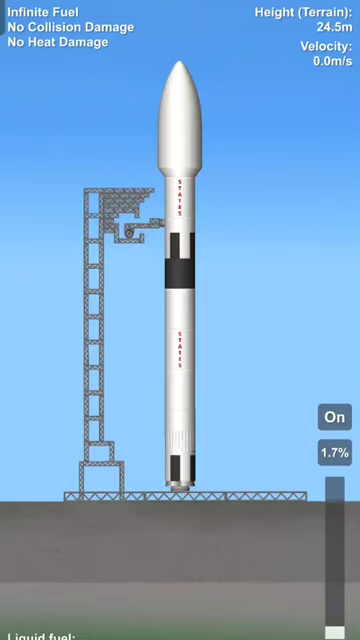 Infinite Fuel
No Collision Damage
No Heat Damage
Height (Terrain):
24.5m
Velocity:
0.0m/s
STATES
STATES
On
1.7%
Liquid fuel: